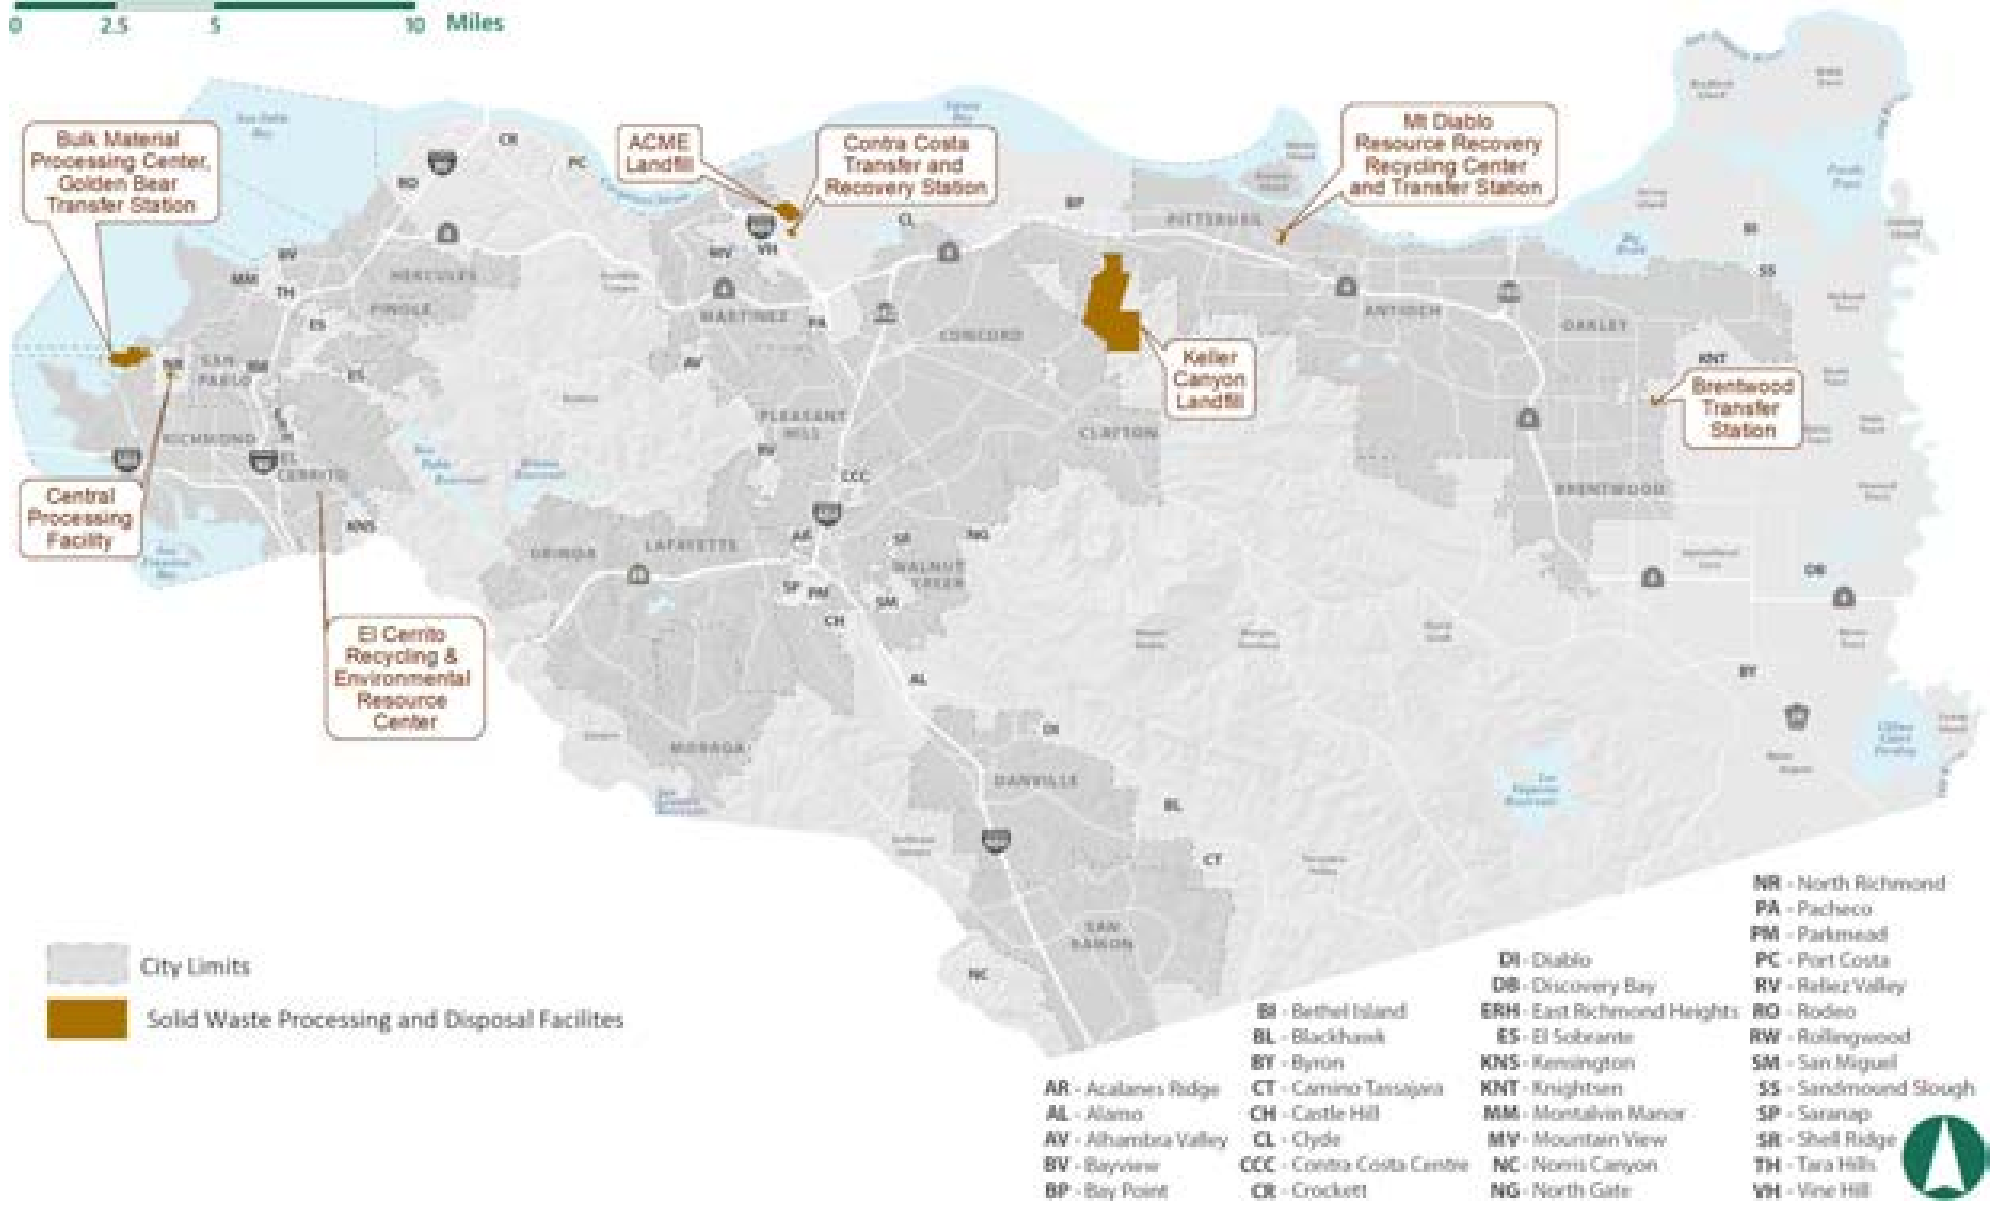 0 2.5 5 10 Miles
Bulk Material
Processing Center,
Golden Bear
Transfer Station
ACME
Landfill
Contra Costa
Transfer and
Recovery Station
Mt Diablo
Resource Recovery
Recycling Center
and Transfer Station
CR
PC
RO
BP
CL
PITTSBURG
BI
SS
BV
MV
VH
MM
TH
HERCULES
PINOLE
ES
MARTINEZ
PA
CONCORD
ANTIOCH
OAKLEY
Keller
Canyon
Landfill
KNT
Brentwood
Transfer
Station
NR
SAN
PABLO
RW
ES
AV
PLEASANT
HILL
CLAYTON
RICHMOND
EL
CERRITO
RV
CCC
BRENTWOOD
Central
Processing
Facility
KNS
ORINDA
LAFAYETTE
AR
SR
NG
WALNUT
CREEK
SP
PM
SM
CH
DB
El Cerrito
Recycling &
Environmental
Resource
Center
AL
BY
MORAGA
DI
DANVILLE
BL
CT
SAN
RAMON
NC
City Limits
Solid Waste Processing and Disposal Facilites
AR - Acalanes Ridge
AL - Alamo
AV - Alhambra Valley
BV - Bayview
BP - Bay Point
BI - Bethel Island
BL - Blackhawk
BY - Byron
CT - Camino Tassajara
CH - Castle Hill
CL - Clyde
CCC - Contra Costa Centre
CR - Crockett
DI - Diablo
DB - Discovery Bay
ERH - East Richmond Heights
ES - El Sobrante
KNS - Kensington
KNT - Knightsen
MM - Montalvin Manor
MV - Mountain View
NC - Norris Canyon
NG - North Gate
NR - North Richmond
PA - Pacheco
PM - Parkmead
PC - Port Costa
RV - Reliez Valley
RO - Rodeo
RW - Rollingwood
SM - San Miguel
SS - Sandmound Slough
SP - Saranap
SR - Shell Ridge
TH - Tara Hills
VH - Vine Hill